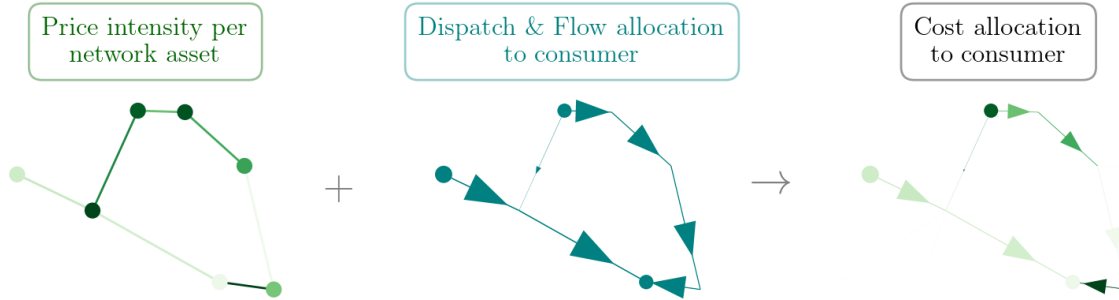 Price intensity per
network asset
Dispatch & Flow allocation
to consumer
Cost allocation
to consumer
+
→